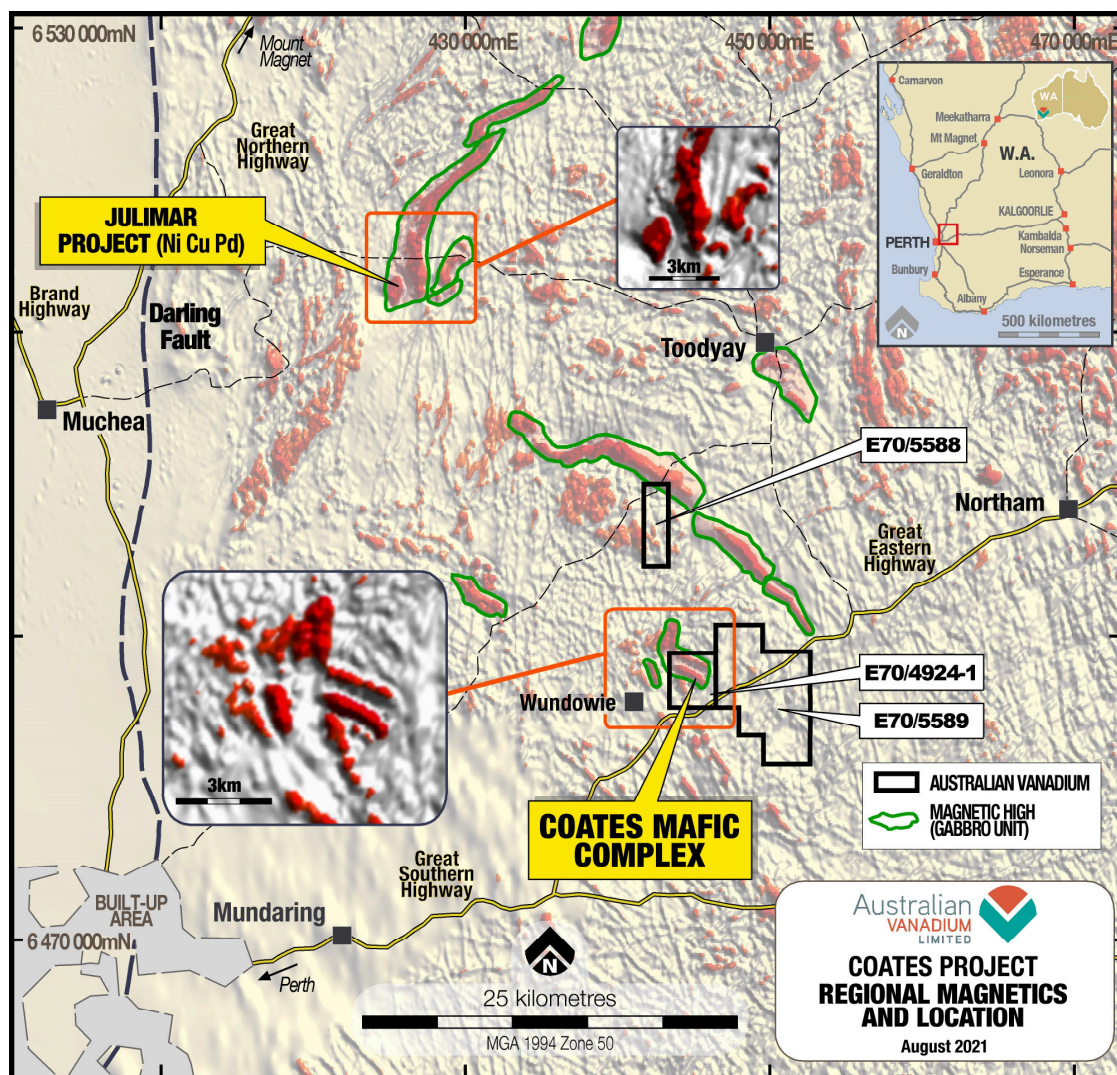 6 530 000mN
430 000mE
450 000mE
470 000mE
Mount
Magnet
Great
Northern
Highway
JULIMAR
PROJECT (Ni Cu Pd)
Brand
Highway
Darling
Fault
Muchea
3km
Carnarvon
WA
Meekatharra
Mt Magnet
W.A.
Geraldton
Leonora
KALGOORLIE
PERTH
Kambalda
Norseman
Bunbury
Esperance
Albany
N
500 kilometres
Toodyay
E70/5588
Northam
Great
Eastern
Highway
3km
Wundowie
E70/4924-1
E70/5589
COATES MAFIC
COMPLEX
AUSTRALIAN VANADIUM
MAGNETIC HIGH
(GABBRO UNIT)
Great
Southern
Highway
BUILT-UP
AREA
Mundaring
6 470 000mN
Perth
N
25 kilometres
MGA 1994 Zone 50
Australian
VANADIUM
LIMITED
COATES PROJECT
REGIONAL MAGNETICS
AND LOCATION
August 2021